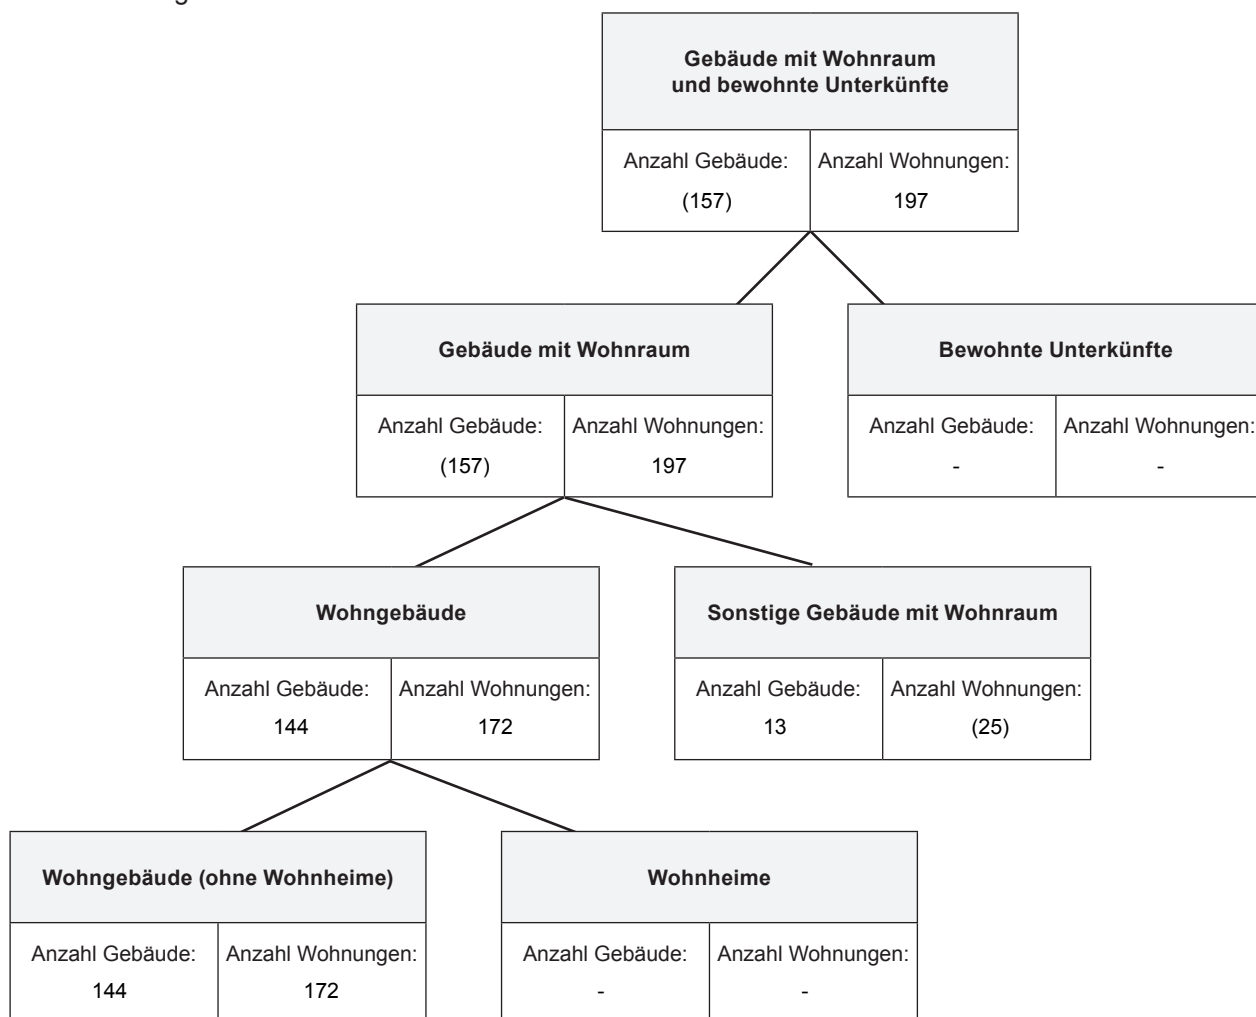 Gebäude mit Wohnraum
und bewohnte Unterkünfte
Anzahl Gebäude: Anzahl Wohnungen:
(157) 197
Gebäude mit Wohnraum Bewohnte Unterkünfte
Anzahl Gebäude: Anzahl Wohnungen: Anzahl Gebäude: Anzahl Wohnungen:
(157) 197 - -
Wohngebäude Sonstige Gebäude mit Wohnraum
Anzahl Gebäude: Anzahl Wohnungen: Anzahl Gebäude: Anzahl Wohnungen:
144 172 13 (25)
Wohngebäude (ohne Wohnheime) Wohnheime
Anzahl Gebäude: Anzahl Wohnungen: Anzahl Gebäude: Anzahl Wohnungen:
144 172 - -